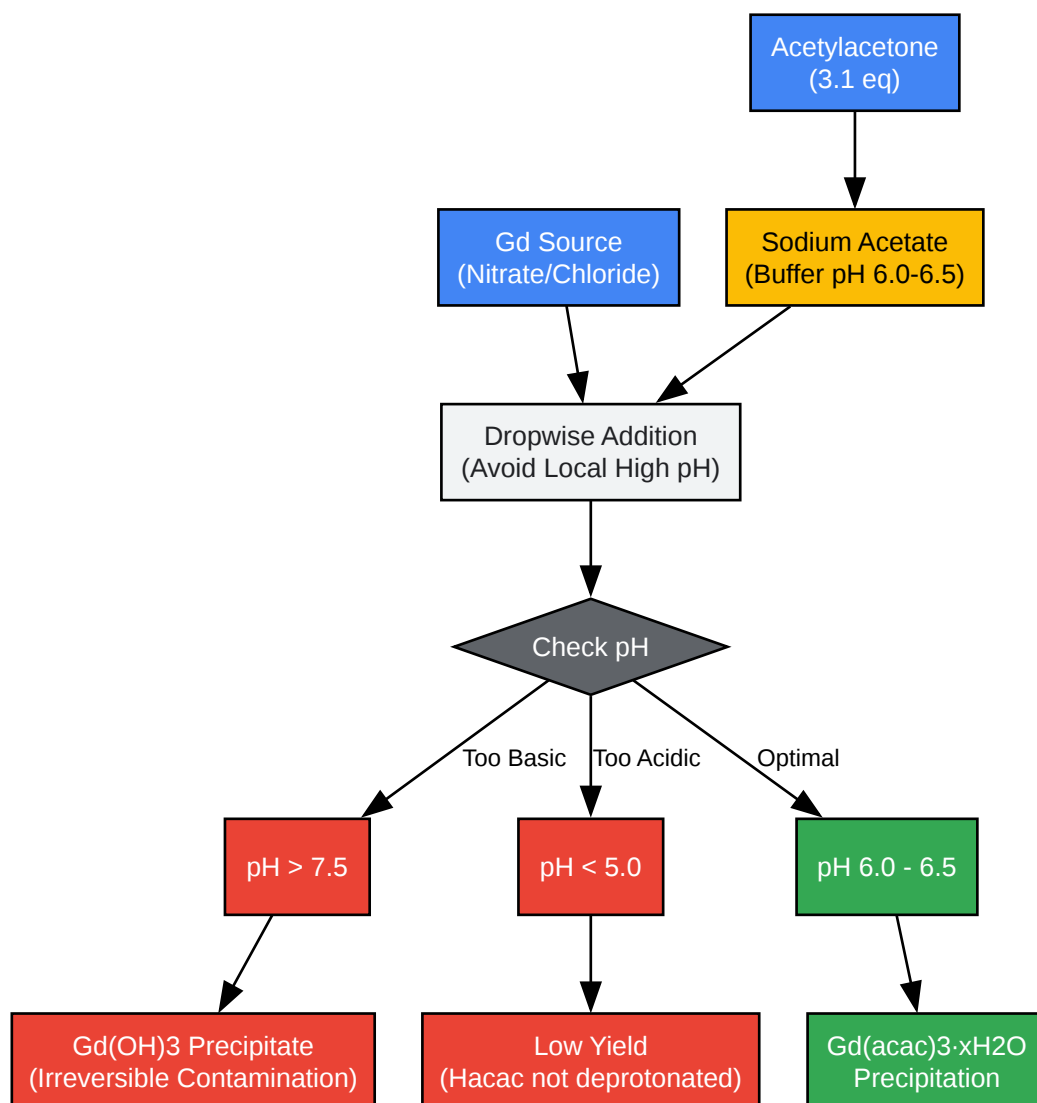 Acetylacetone
(3.1 eq)
Gd Source
(Nitrate/Chloride)
Sodium Acetate
(Buffer pH 6.0-6.5)
Dropwise Addition
(Avoid Local High pH)
Check pH
Too Basic
Too Acidic
Optimal
pH > 7.5
pH < 5.0
pH 6.0 - 6.5
Gd(OH)3 Precipitate
(Irreversible Contamination)
Low Yield
(Hacac not deprotonated)
Gd(acac)3·xH2O
Precipitation